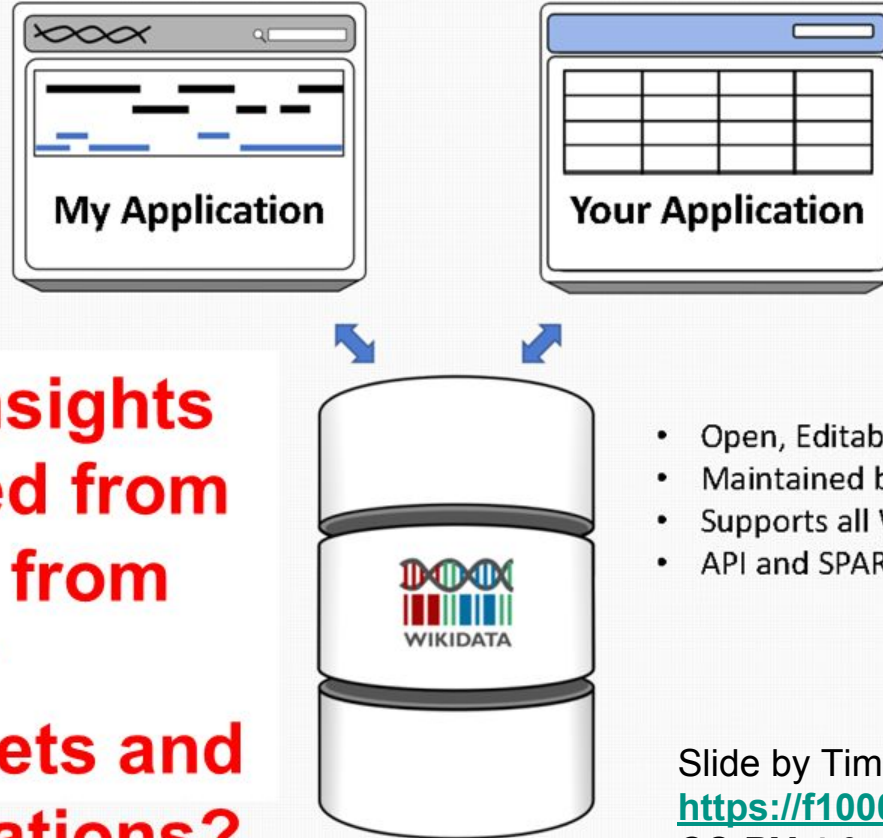 My Application
Your Application
nsights
ed from
from
ets and
ations?
WIKIDATA
• Open, Editab
• Maintained b
• Supports all
• API and SPAR
Slide by Tim
https://f100